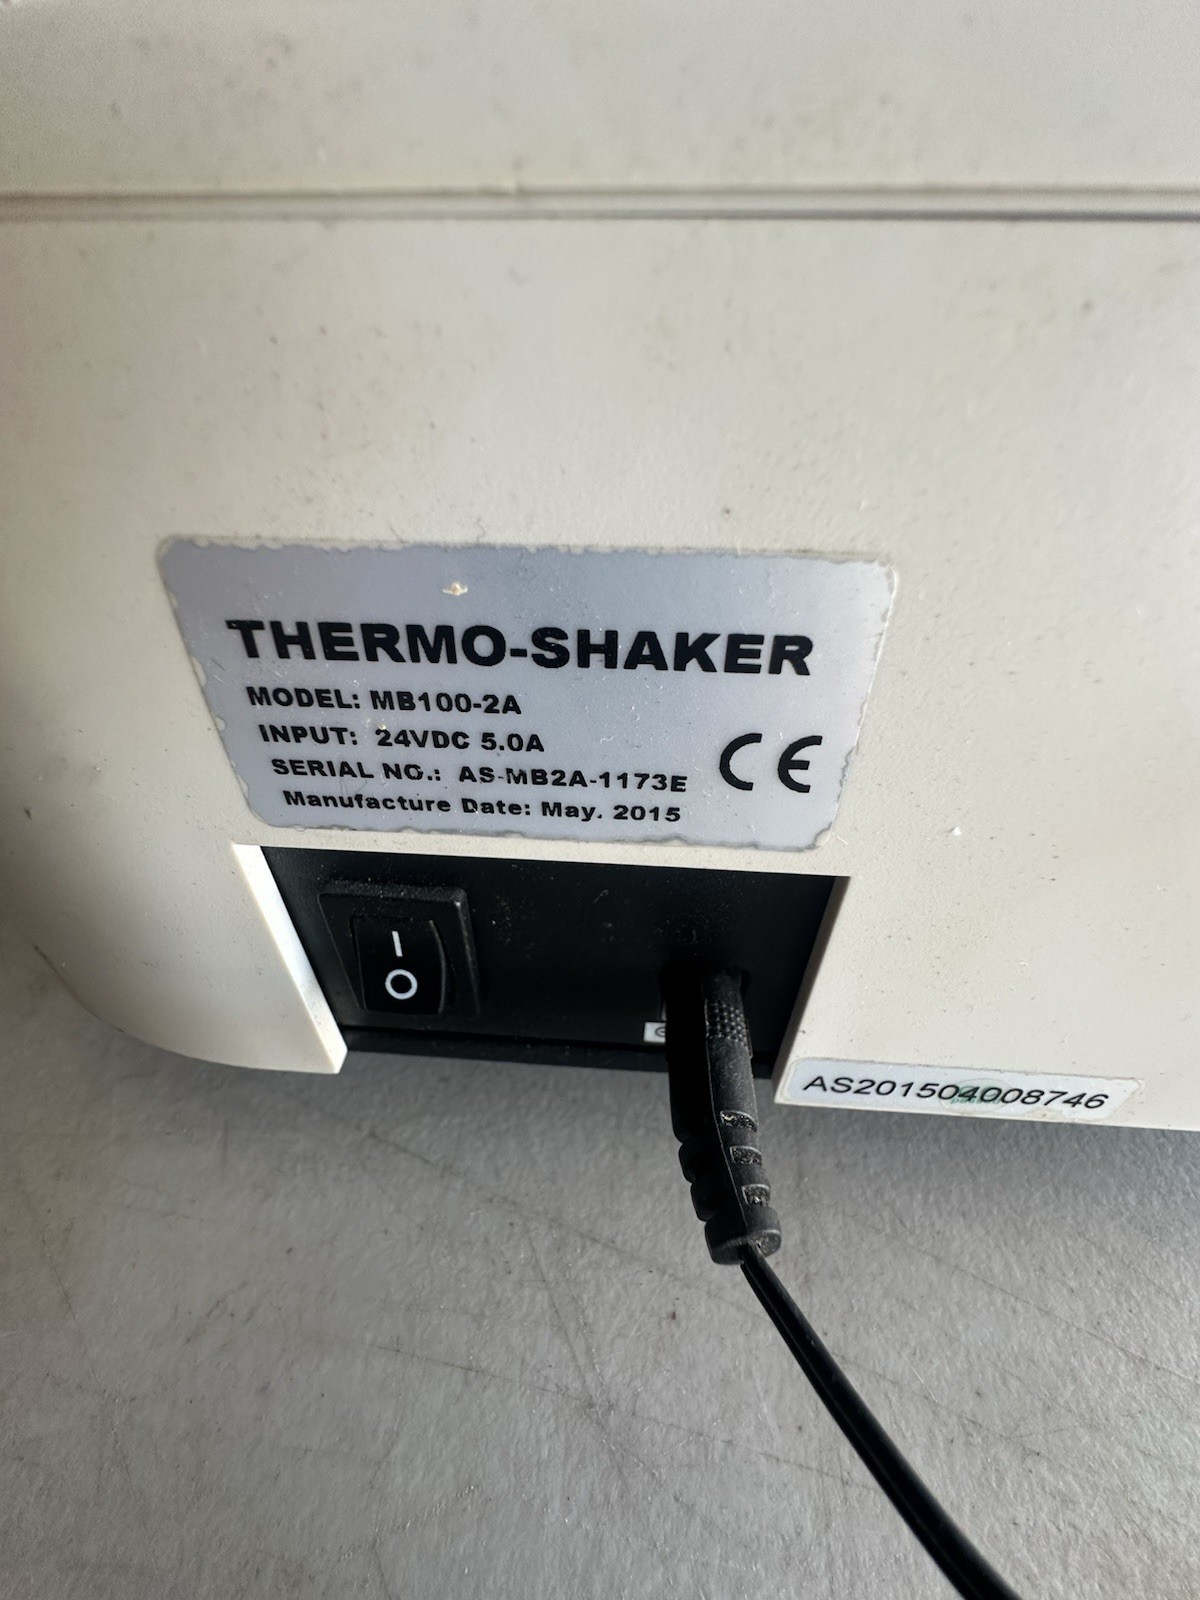 THERMO-SHAKER
MODEL: MB100-2A
INPUT: 24VDC 5.0A
SERIAL NO.: AS-MB2A-1173E
Manufacture Date: May. 2015
CE
I
O
AS201504008746